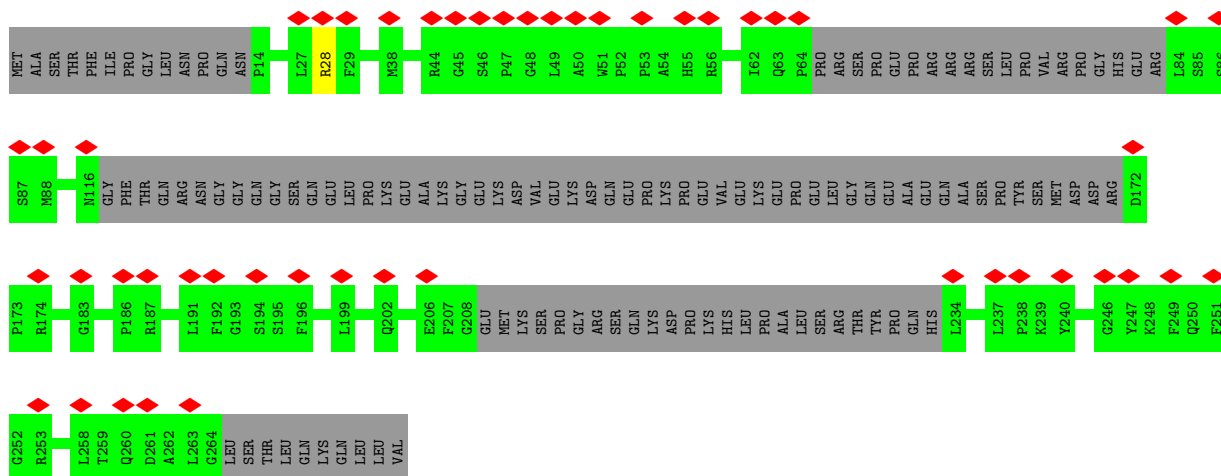 MET ALA SER THR PHE ILE PRO GLY LEU ASN PRO GLN ASN P14 L27 R28 F29 M38 R44 G45 S46 P47 G48 L49 A50 W51 P52 P53 A54 H55 R56 I62 Q63 P64 PRO ARG SER PRO GLU PRO ARG ARG ARG SER LEU PRO VAL ARG PRO GLY HIS GLU ARG L84 S85 S86
S87 M88 N116 GLY PHE THR GLN ARG ASN GLY GLY GLN GLY SER GLN GLU LEU PRO LYS GLU ALA LYS GLY GLU LYS ASP VAL GLU LYS ASP GLN GLU PRO LYS PRO GLU VAL GLU LYS GLU PRO GLU LEU GLY GLN GLU ALA GLU GLN ALA SER PRO TYR SER MET ASP ASP ARG D172
P173 R174 G183 P186 R187 L191 F192 G193 S194 S195 F196 L199 Q202 E206 F207 G208 GLU MET LYS SER PRO GLY ARG SER GLN LYS ASP PRO LYS HIS LEU PRO ALA LEU SER ARG THR TYR PRO GLN HIS L234 L237 P238 K239 Y240 G246 Y247 K248 F249 Q250 F251
G252 R253 L258 T259 Q260 D261 A262 L263 G264 LEU SER THR LEU GLN LYS GLN LEU LEU VAL